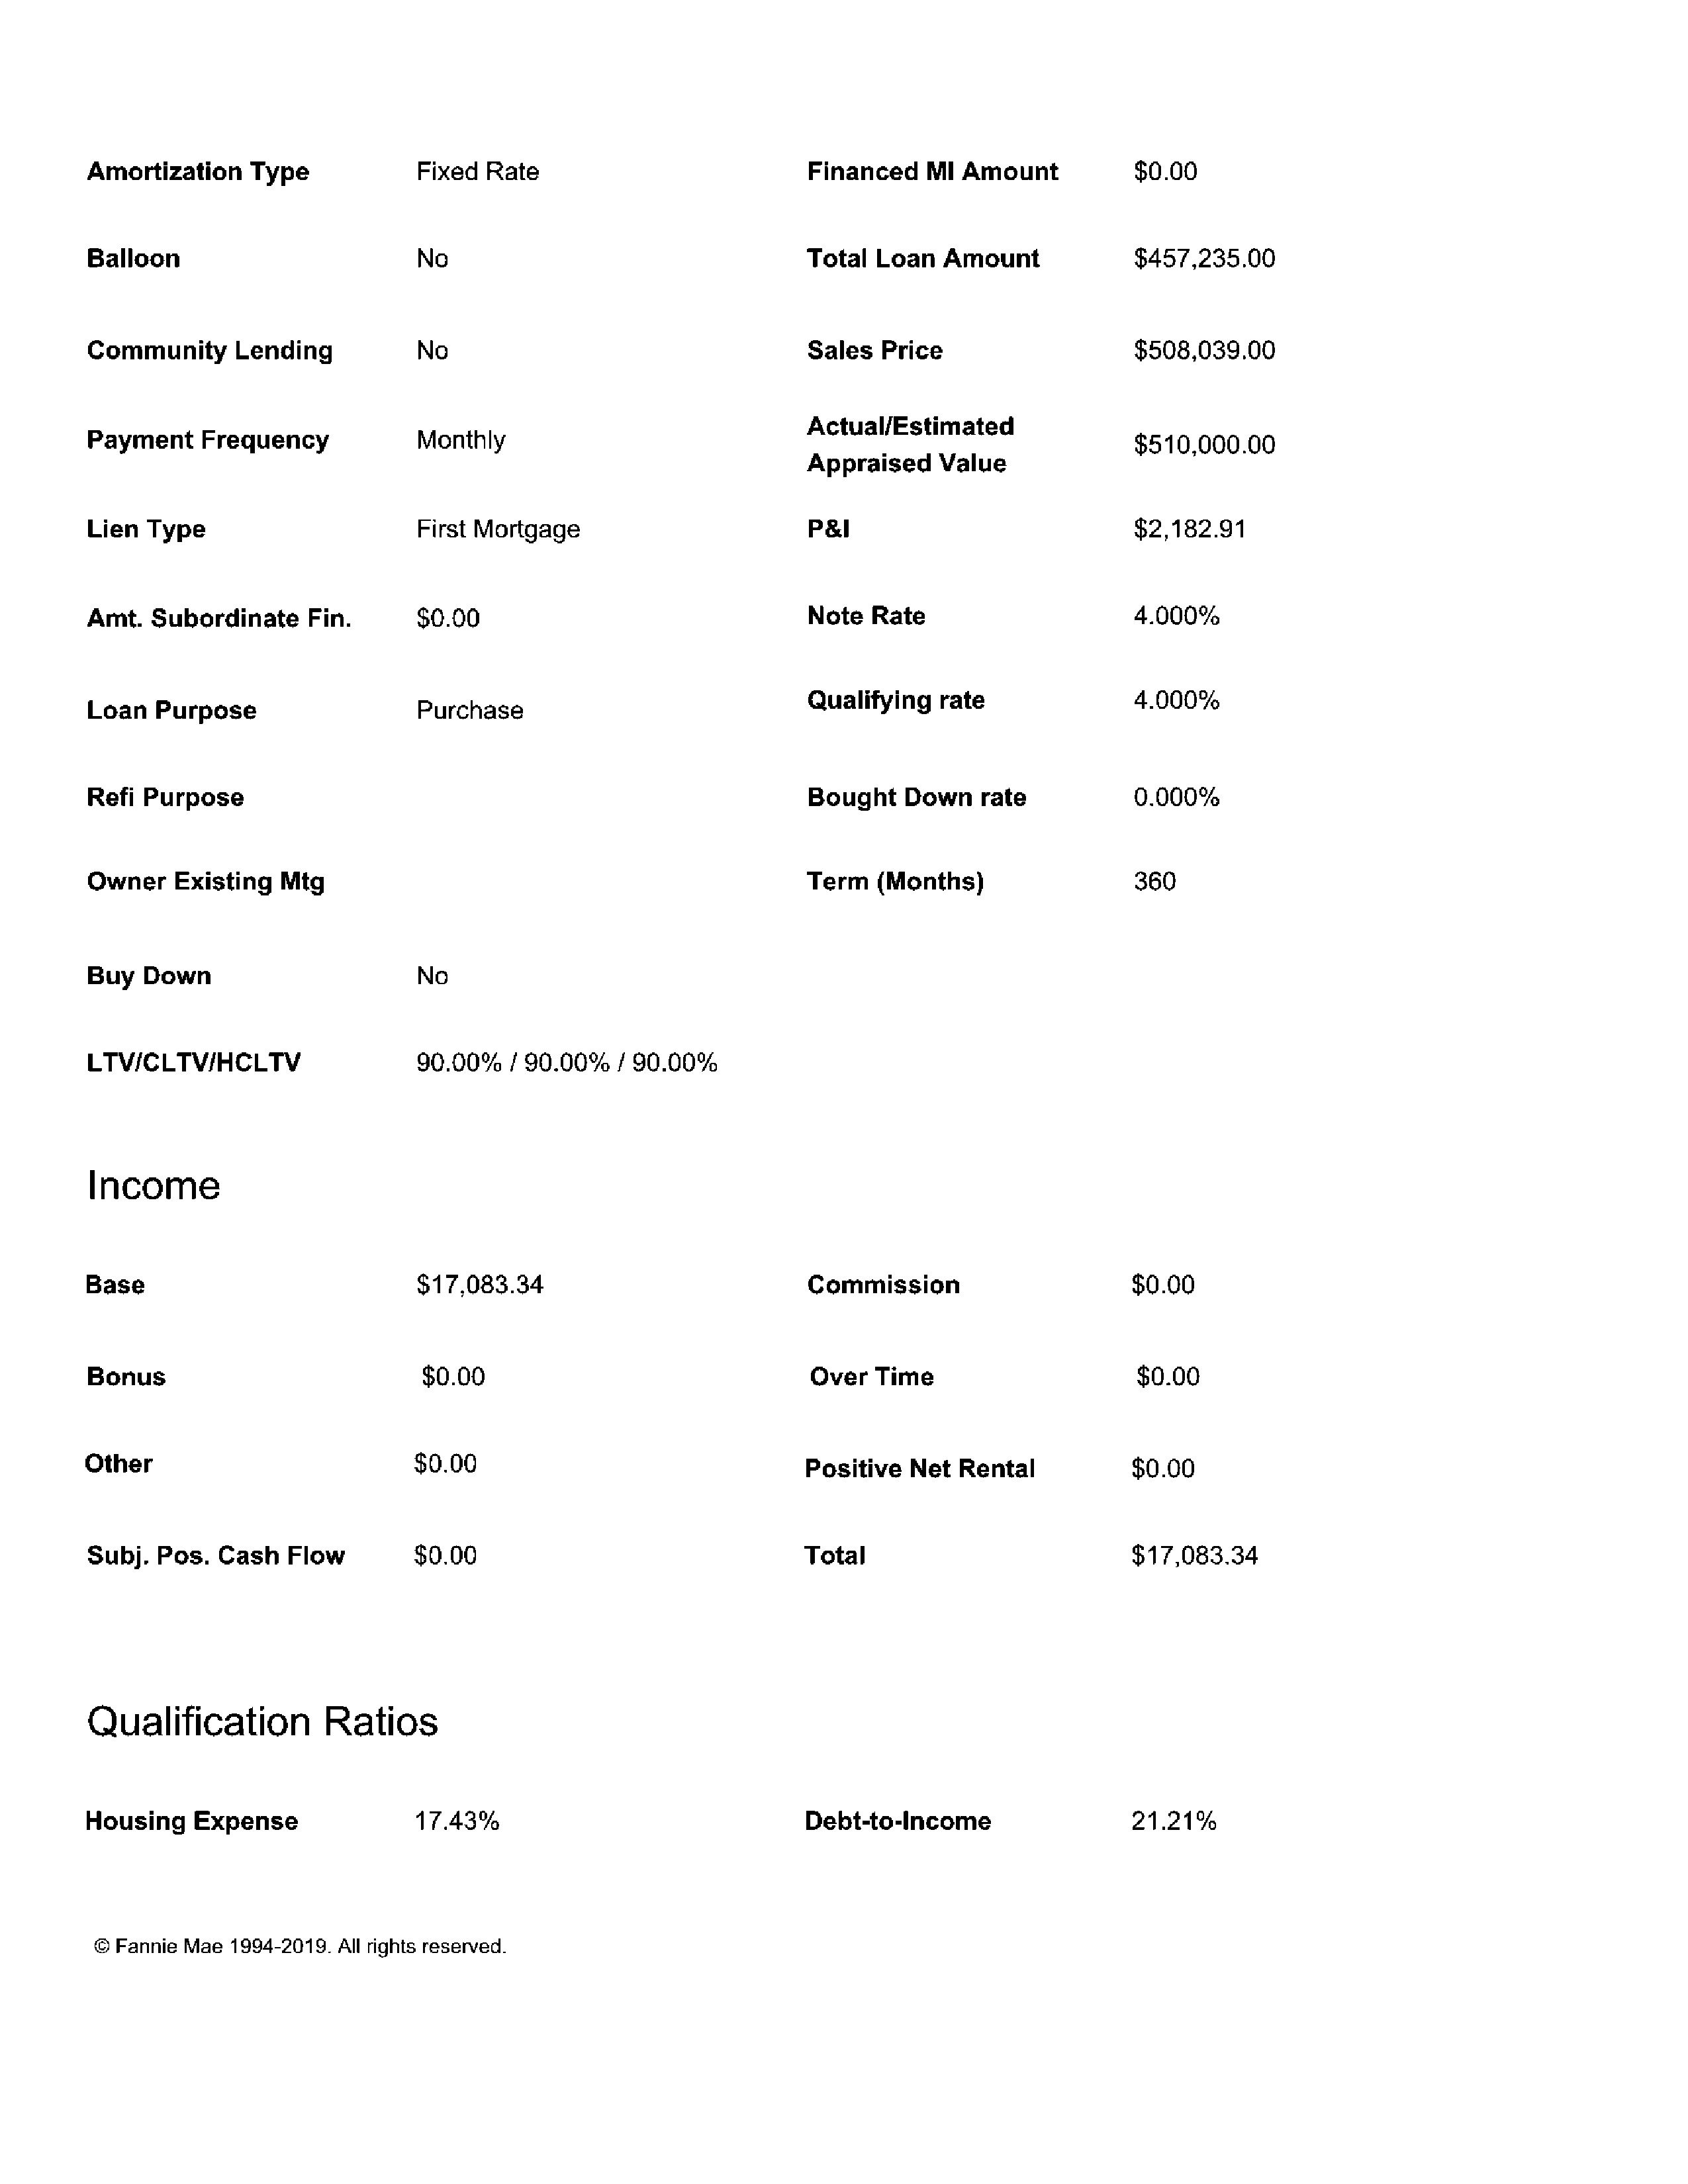 Amortization Type Fixed Rate Financed MI Amount $0.00
Balloon No Total Loan Amount $457,235.00
Community Lending No Sales Price $508,039.00
Payment Frequency Monthly Actual/Estimated Appraised Value $510,000.00
Lien Type First Mortgage P&I $2,182.91
Amt. Subordinate Fin. $0.00 Note Rate 4.000%
Loan Purpose Purchase Qualifying rate 4.000%
Refi Purpose Bought Down rate 0.000%
Owner Existing Mtg Term (Months) 360
Buy Down No
LTV/CLTV/HCLTV 90.00% / 90.00% / 90.00%
Income
Base $17,083.34 Commission $0.00
Bonus $0.00 Over Time $0.00
Other $0.00 Positive Net Rental $0.00
Subj. Pos. Cash Flow $0.00 Total $17,083.34
Qualification Ratios
Housing Expense 17.43% Debt-to-Income 21.21%
© Fannie Mae 1994-2019. All rights reserved.